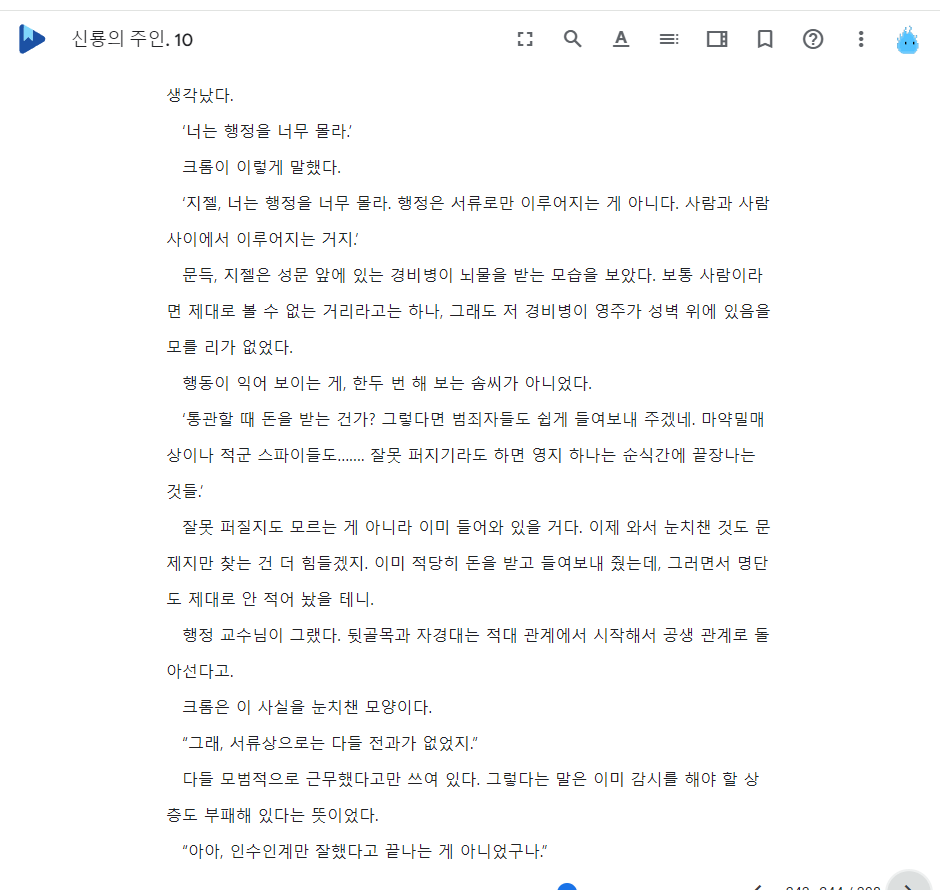 신룡의 주인. 10
생각났다.
'너는 행정을 너무 몰라.'
크롬이 이렇게 말했다.
'지젤, 너는 행정을 너무 몰라. 행정은 서류로만 이루어지는 게 아니다. 사람과 사람
사이에서 이루어지는 거지.'
문득, 지젤은 성문 앞에 있는 경비병이 뇌물을 받는 모습을 보았다. 보통 사람이라
면 제대로 볼 수 없는 거리라고는 하나, 그래도 저 경비병이 영주가 성벽 위에 있음을
모를 리가 없었다.
행동이 익어 보이는 게, 한두 번 해 보는 솜씨가 아니었다.
'통관할 때 돈을 받는 건가? 그렇다면 범죄자들도 쉽게 들여보내 주겠네. 마약밀매
상이나 적군 스파이들도....... 잘못 퍼지기라도 하면 영지 하나는 순식간에 끝장나는
것들.'
잘못 퍼질지도 모르는 게 아니라 이미 들어와 있을 거다. 이제 와서 눈치챈 것도 문
제지만 찾는 건 더 힘들겠지. 이미 적당히 돈을 받고 들여보내 줬는데, 그러면서 명단
도 제대로 안 적어 놨을 테니.
행정 교수님이 그랬다. 뒷골목과 자경대는 적대 관계에서 시작해서 공생 관계로 돌
아선다고.
크롬은 이 사실을 눈치챈 모양이다.
"그래, 서류상으로는 다들 전과가 없었지."
다들 모범적으로 근무했다고만 쓰여 있다. 그렇다는 말은 이미 감시를 해야 할 상
층도 부패해 있다는 뜻이었다.
"아아, 인수인계만 잘했다고 끝나는 게 아니었구나."